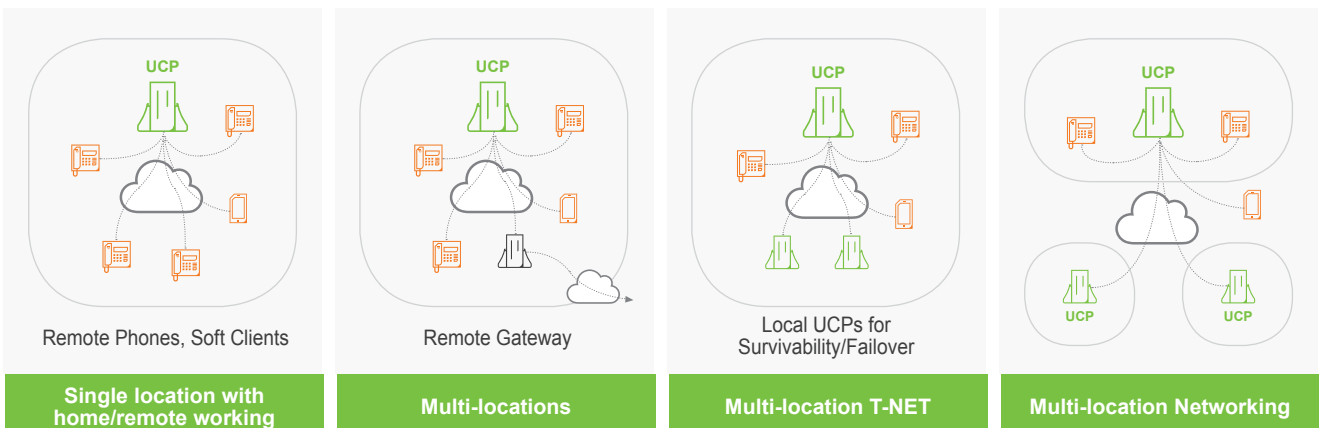 UCP
Remote Phones, Soft Clients
Single location with
home/remote working
UCP
Remote Gateway
Multi-locations
UCP
Local UCPs for
Survivability/Failover
Multi-location T-NET
UCP
UCP
UCP
Multi-location Networking